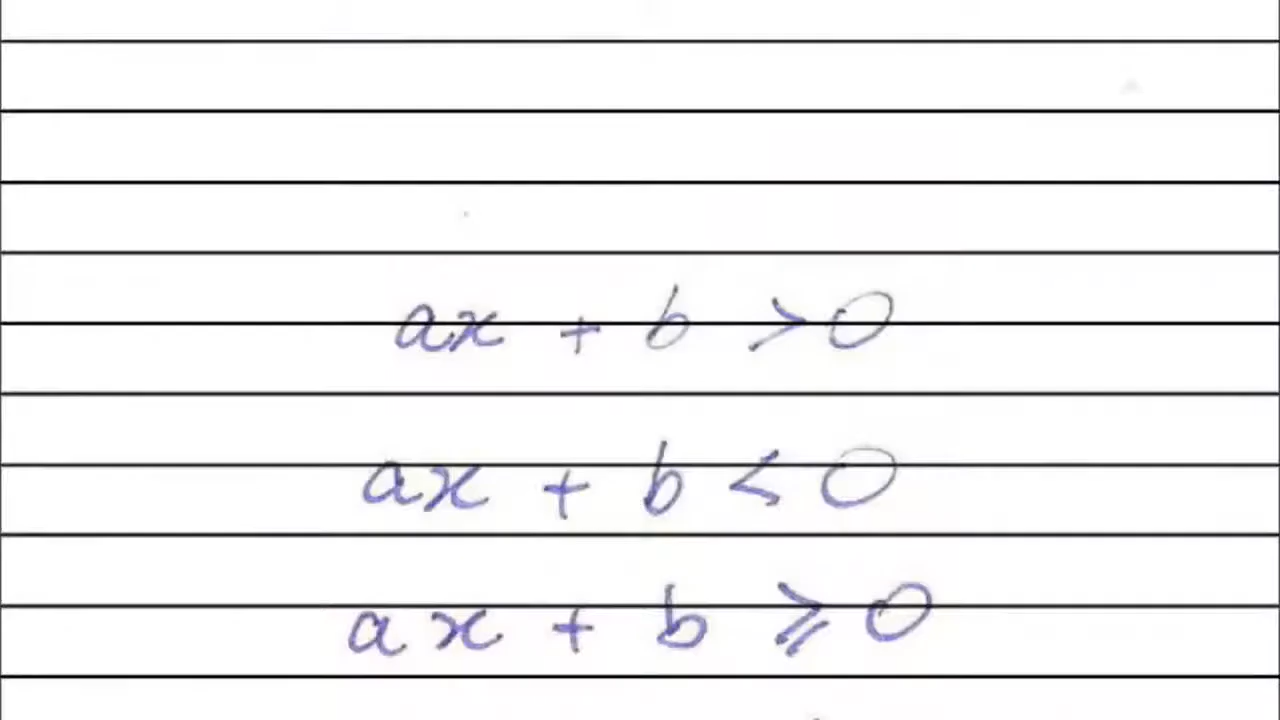 ax + b > 0
ax + b < 0
ax + b ⩾ 0